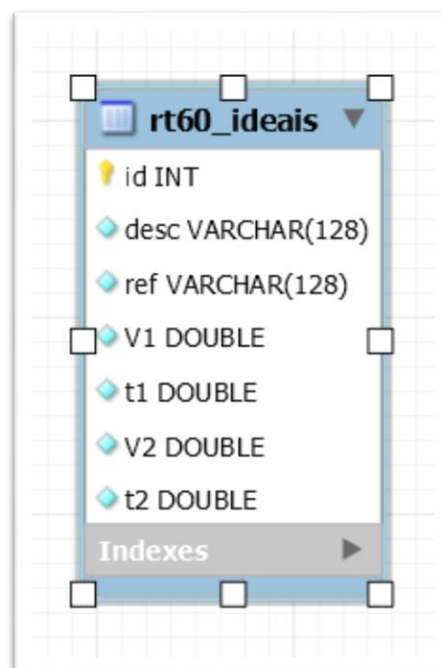 rt60_ideais
id INT
desc VARCHAR(128)
ref VARCHAR(128)
V1 DOUBLE
t1 DOUBLE
V2 DOUBLE
t2 DOUBLE
Indexes